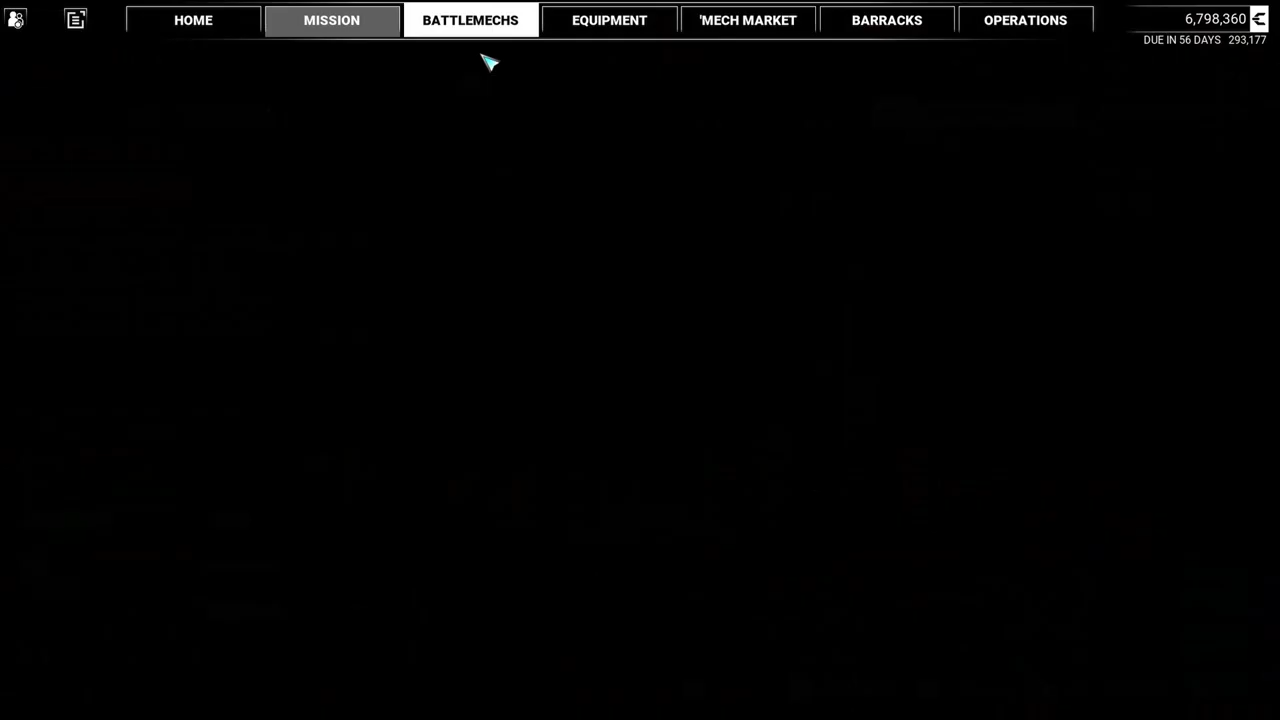 HOME
MISSION
BATTLEMECHS
EQUIPMENT
'MECH MARKET
BARRACKS
OPERATIONS
6,798,360
DUE IN 56 DAYS 293,177